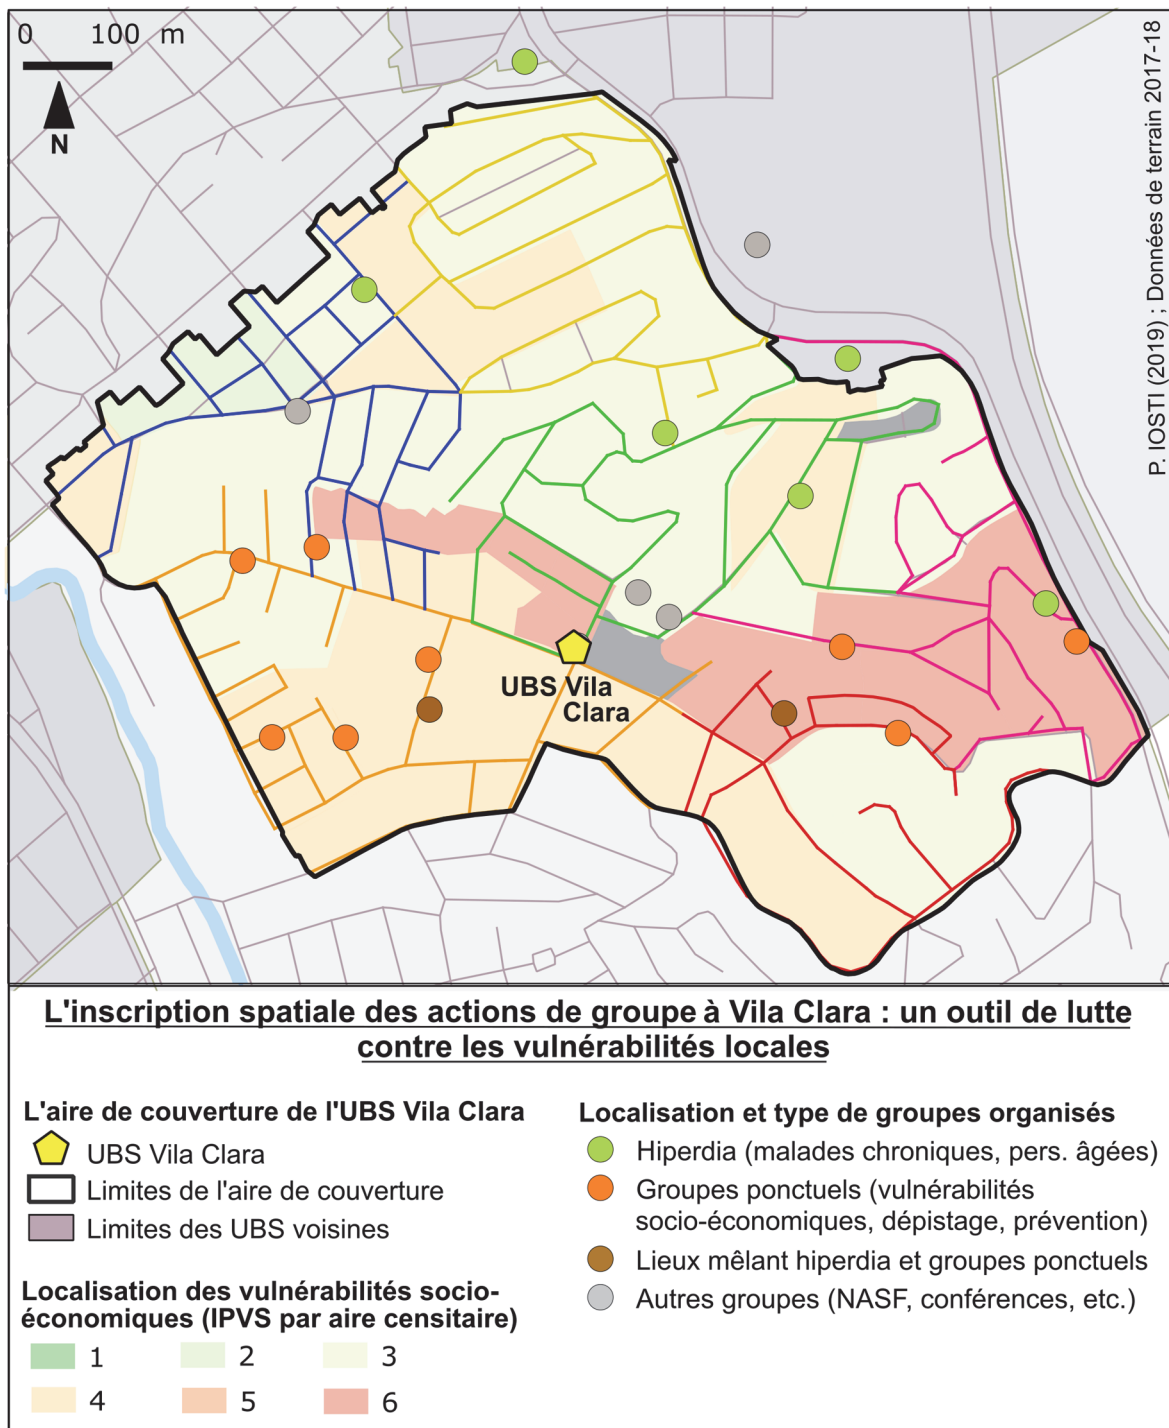 0 100 m
N
P. IOSTI (2019) ; Données de terrain 2017-18
UBS Vila
Clara
L'inscription spatiale des actions de groupe à Vila Clara : un outil de lutte
contre les vulnérabilités locales
L'aire de couverture de l'UBS Vila Clara
UBS Vila Clara
Limites de l'aire de couverture
Limites des UBS voisines
Localisation des vulnérabilités socio-
économiques (IPVS par aire censitaire)
1 2 3
4 5 6
Localisation et type de groupes organisés
Hiperdia (malades chroniques, pers. âgées)
Groupes ponctuels (vulnérabilités
socio-économiques, dépistage, prévention)
Lieux mêlant hiperdia et groupes ponctuels
Autres groupes (NASF, conférences, etc.)